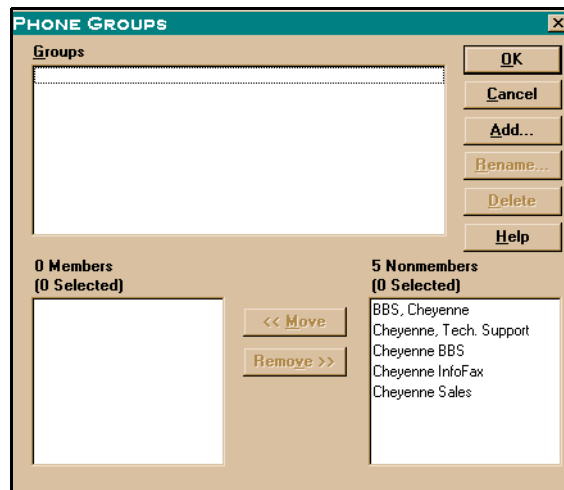 PHONE GROUPS
Groups
OK
Cancel
Add...
Rename...
Delete
Help
0 Members
(0 Selected)
<< Move
Remove >>
5 Nonmembers
(0 Selected)
BBS, Cheyenne
Cheyenne, Tech. Support
Cheyenne BBS
Cheyenne InfoFax
Cheyenne Sales